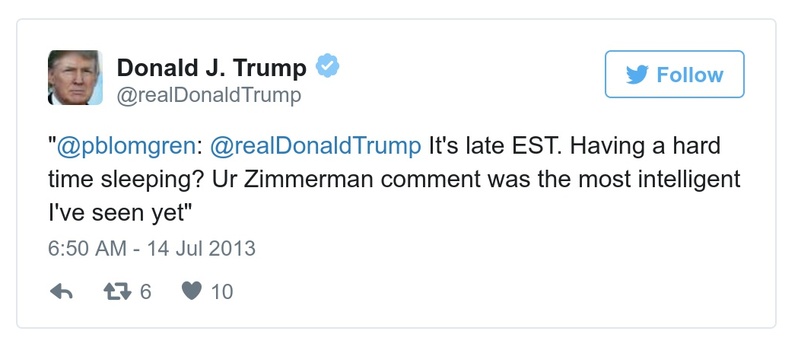 Donald J. Trump
@realDonaldTrump
Follow
"@pblomgren: @realDonaldTrump It's late EST. Having a hard
time sleeping? Ur Zimmerman comment was the most intelligent
I've seen yet"
6:50 AM - 14 Jul 2013
6 10